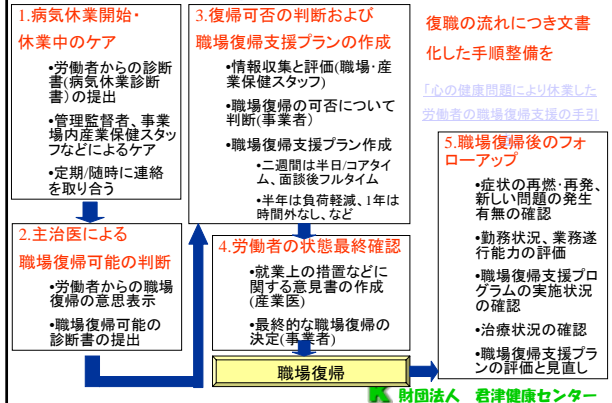 1.病気休業開始・
休業中のケア
•労働者からの診断
書(病気休業診断
書)の提出
•管理監督者、事業
場内産業保健スタッ
フなどによるケア
•定期/随時に連絡
を取り合う
2.主治医による
職場復帰可能の判断
•労働者からの職場
復帰の意思表示
•職場復帰可能の
診断書の提出
3.復帰可否の判断および
職場復帰支援プランの作成
•情報収集と評価(職場・産
業保健スタッフ)
•職場復帰の可否について
判断(事業者)
•職場復帰支援プラン作成
•二週間は半日/コアタイ
ム、面談後フルタイム
•半年は負荷軽減、1年は
時間外なし、など
4.労働者の状態最終確認
•就業上の措置などに
関する意見書の作成
(産業医)
•最終的な職場復帰の
決定(事業者)
職場復帰
復職の流れにつき文書
化した手順整備を
「心の健康問題により休業した
労働者の職場復帰支援の手引
5.職場復帰後のフォ
ローアップ
•症状の再燃・再発、
新しい問題の発生
有無の確認
•勤務状況、業務遂
行能力の評価
•職場復帰支援プロ
グラムの実施状況
の確認
•治療状況の確認
•職場復帰支援プラ
ンの評価と見直し
財団法人 君津健康センター